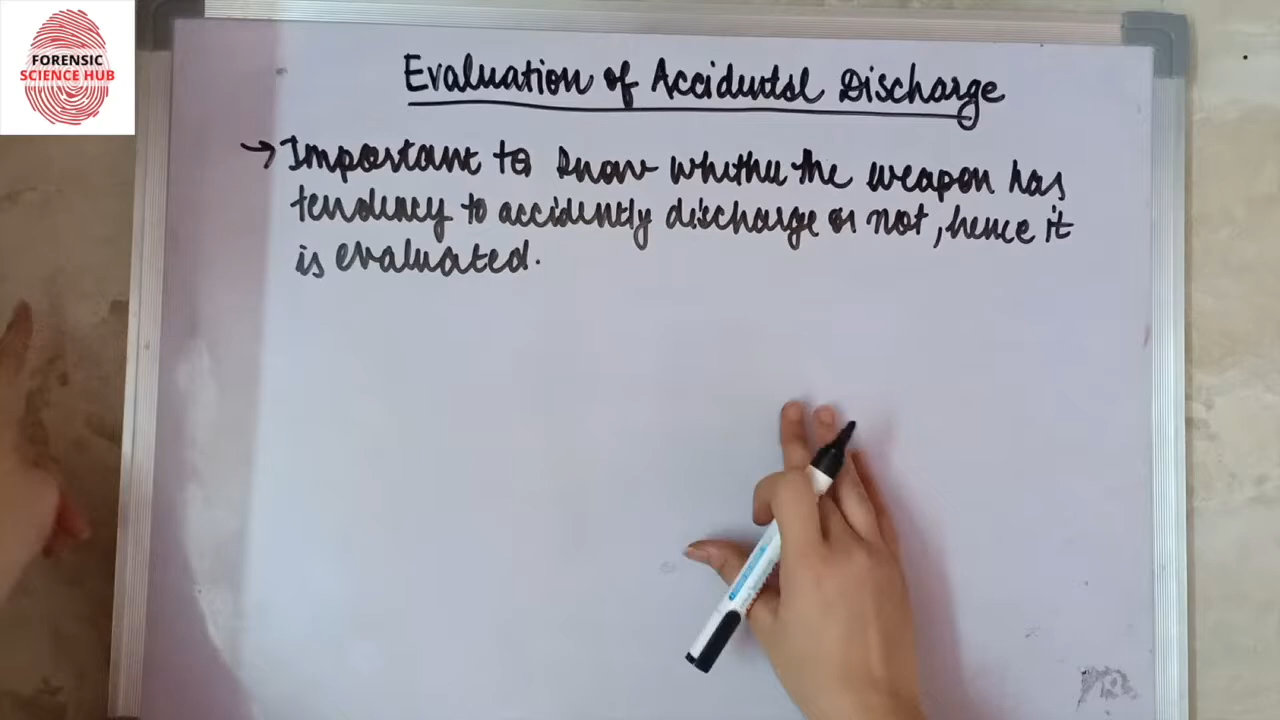 FORENSIC
SCIENCE HUB
Evaluation of Accidental Discharge
→ Important to know whether the weapon has
tendency to accidently discharge or not, hence it
is evaluated.